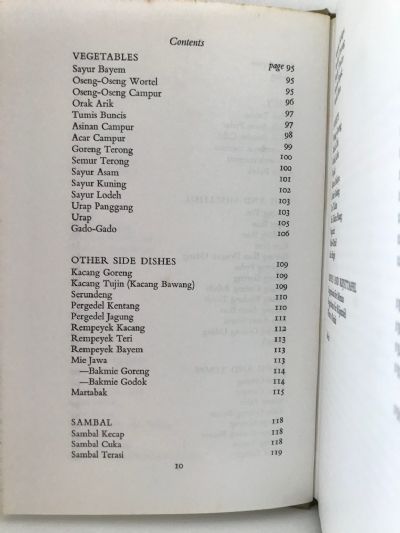 Contents
VEGETABLES
Sayur Bayem page 95
Oseng-Oseng Wortel 95
Oseng-Oseng Campur 95
Orak Arik 96
Tumis Buncis 97
Asinan Campur 97
Acar Campur 98
Goreng Terong 99
Semur Terong 100
Sayur Asam 100
Sayur Kuning 101
Sayur Lodeh 102
Urap Panggang 103
Urap 103
Gado-Gado 105
106
OTHER SIDE DISHES 109
Kacang Goreng 109
Kacang Tujin (Kacang Bawang) 109
Serundeng 110
Pergedel Kentang 110
Pergedel Jagung 111
Rempeyek Kacang 112
Rempeyek Teri 113
Rempeyek Bayem 113
Mie Jawa 113
—Bakmie Goreng 114
—Bakmie Godok 114
Martabak 115
SAMBAL 118
Sambal Kecap 118
Sambal Cuka 118
Sambal Terasi 119
10